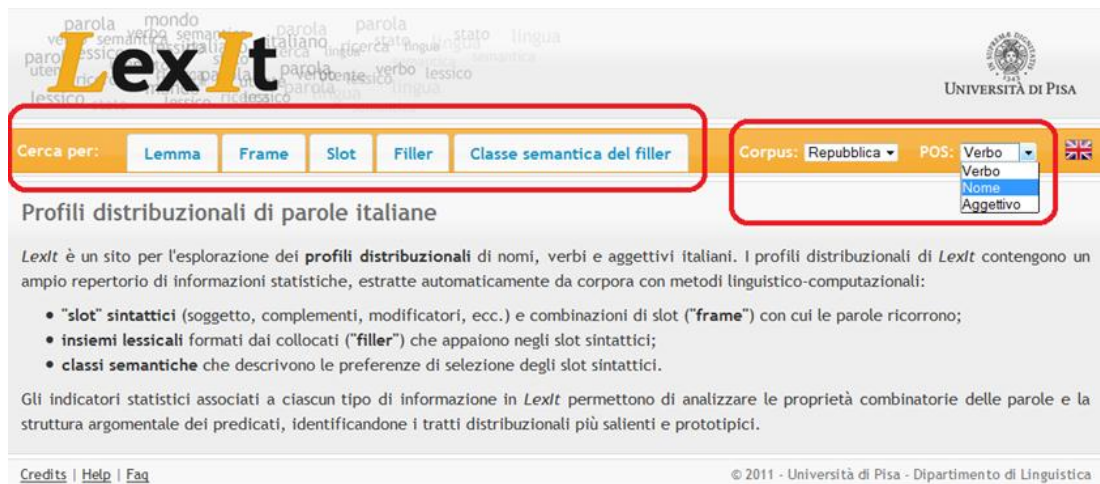 LexIt
UNIVERSITÀ DI PISA
Cerca per: Lemma Frame Slot Filler Classe semantica del filler Corpus: Repubblica POS: Verbo
Verbo
Nome
Aggettivo
Profili distribuzionali di parole italiane
LexIt è un sito per l'esplorazione dei profili distribuzionali di nomi, verbi e aggettivi italiani. I profili distribuzionali di LexIt contengono un
ampio repertorio di informazioni statistiche, estratte automaticamente da corpora con metodi linguistico-computazionali:
• "slot" sintattici (soggetto, complementi, modificatori, ecc.) e combinazioni di slot ("frame") con cui le parole ricorrono;
• insiemi lessicali formati dai collocati ("filler") che appaiono negli slot sintattici;
• classi semantiche che descrivono le preferenze di selezione degli slot sintattici.
Gli indicatori statistici associati a ciascun tipo di informazione in LexIt permettono di analizzare le proprietà combinatorie delle parole e la
struttura argomentale dei predicati, identificandone i tratti distribuzionali più salienti e prototipici.
Credits | Help | Faq © 2011 - Università di Pisa - Dipartimento di Linguistica